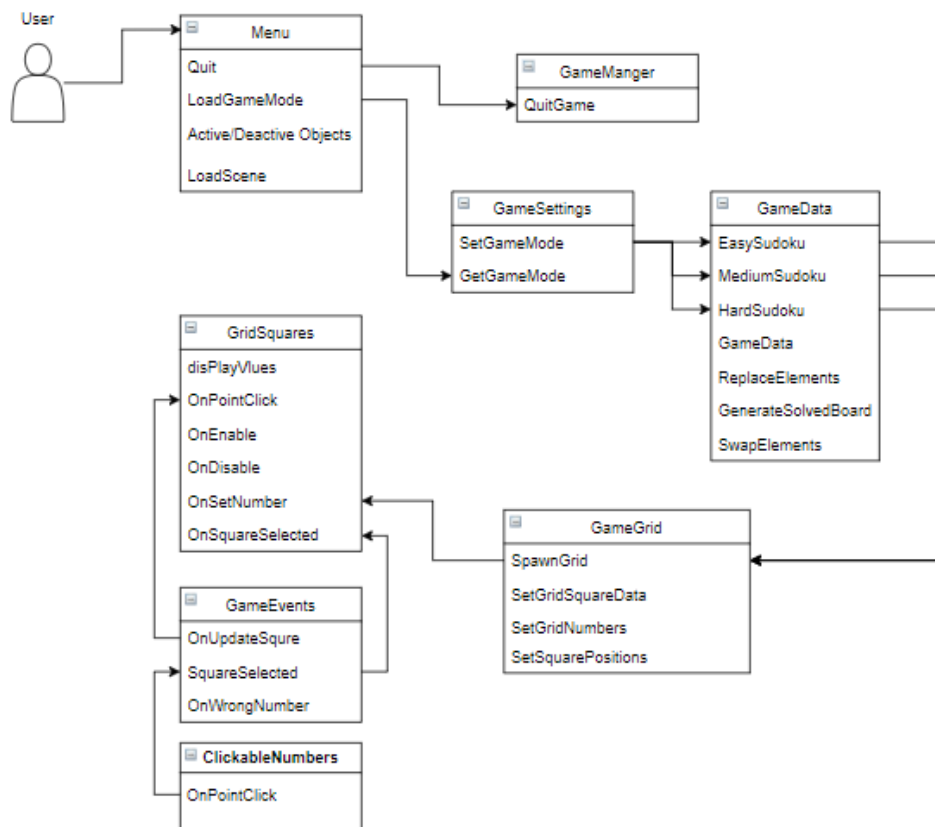 User
Menu
Quit
LoadGameMode
Active/Deactive Objects
LoadScene
GameManger
QuitGame
GameSettings
SetGameMode
GetGameMode
GameData
EasySudoku
MediumSudoku
HardSudoku
GameData
ReplaceElements
GenerateSolvedBoard
SwapElements
GridSquares
disPlayVlues
OnPointClick
OnEnable
OnDisable
OnSetNumber
OnSquareSelected
GameGrid
SpawnGrid
SetGridSquareData
SetGridNumbers
SetSquarePositions
GameEvents
OnUpdateSqure
SquareSelected
OnWrongNumber
ClickableNumbers
OnPointClick